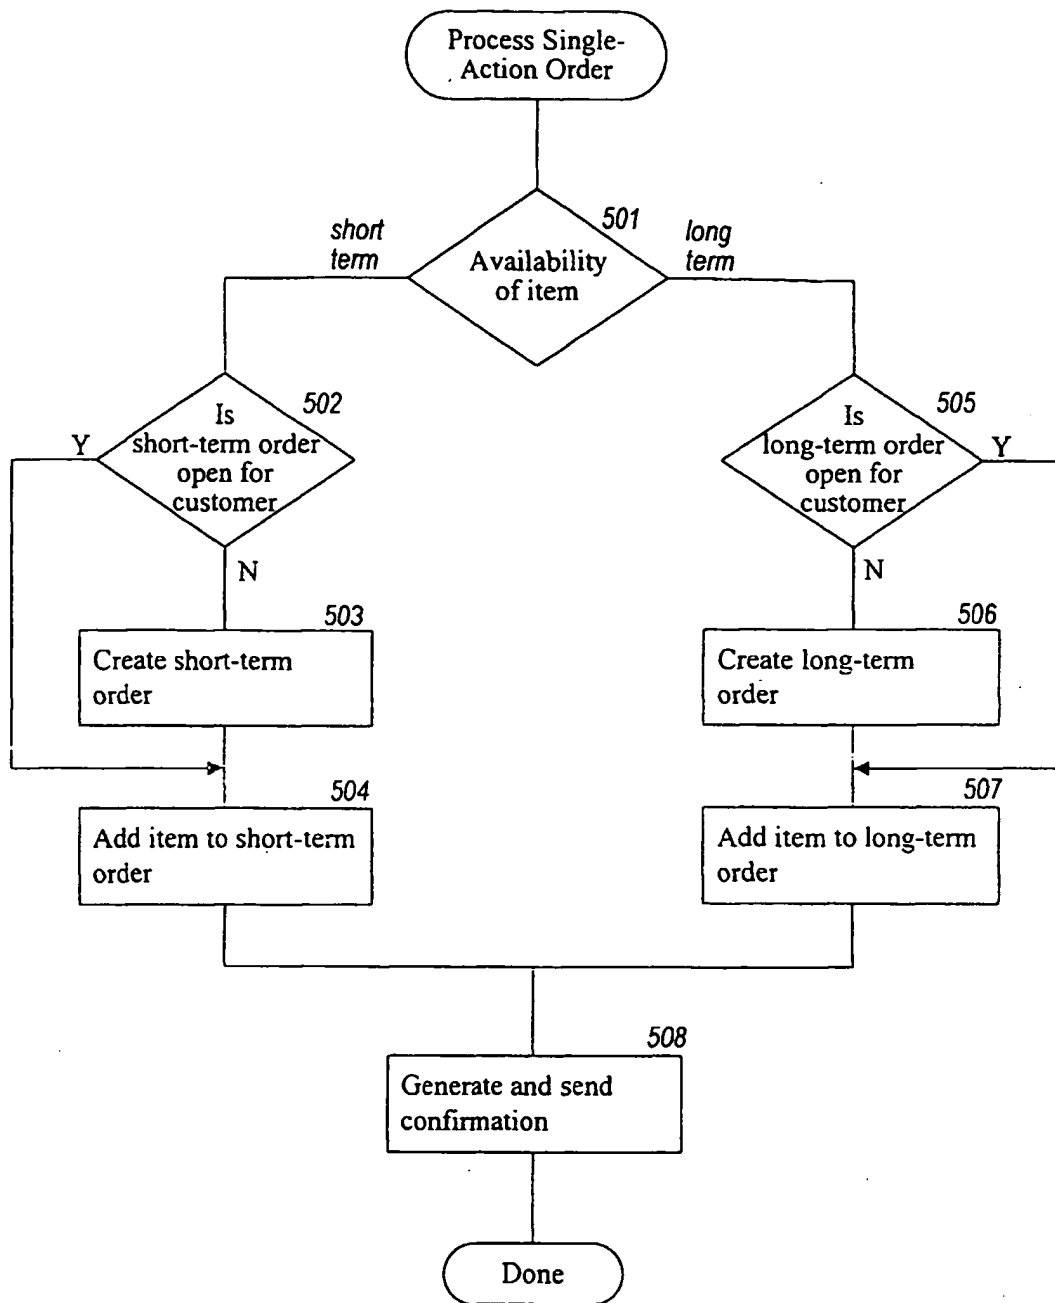 Process Single-
Action Order
501
short
term
long
term
Availability
of item
502
Y
Is
short-term order
open for
customer
N
505
Is
long-term order
open for
customer
Y
N
503
Create short-term
order
506
Create long-term
order
504
Add item to short-term
order
507
Add item to long-term
order
508
Generate and send
confirmation
Done